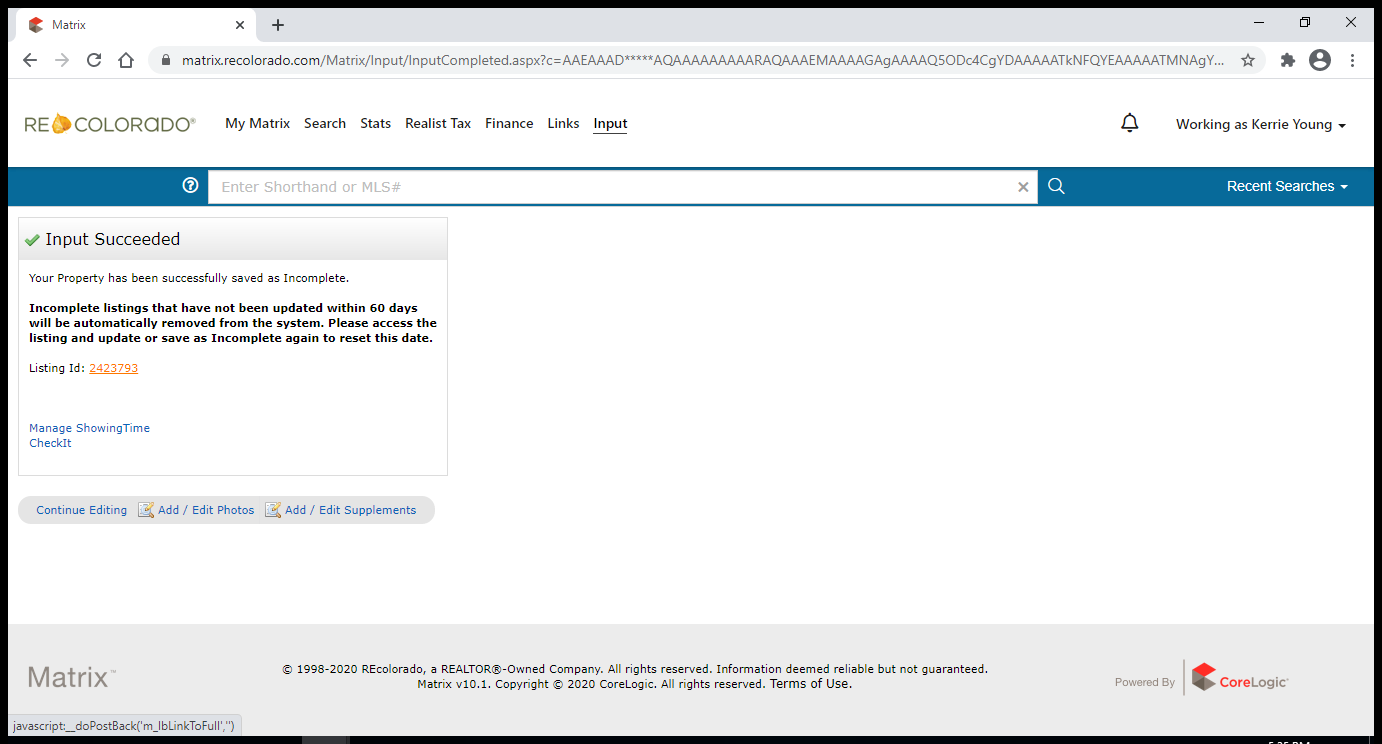 Matrix
matrix.recolorado.com/Matrix/Input/InputCompleted.aspx?c=AAEAAAD*****AQAAAAAAAAARAQAAAEMAAAAGAgAAAAQ5ODc4CgYDAAAAATkNFQYEAAAAATMNAgY...
RECOLORADO®
My Matrix Search Stats Realist Tax Finance Links Input
Working as Kerrie Young
Enter Shorthand or MLS#
Recent Searches
Input Succeeded
Your Property has been successfully saved as Incomplete.
Incomplete listings that have not been updated within 60 days
will be automatically removed from the system. Please access the
listing and update or save as Incomplete again to reset this date.
Listing Id: 2423793
Manage ShowingTime
CheckIt
Continue Editing Add / Edit Photos Add / Edit Supplements
Matrix™
© 1998-2020 REcolorado, a REALTOR®-Owned Company. All rights reserved. Information deemed reliable but not guaranteed.
Matrix v10.1. Copyright © 2020 CoreLogic. All rights reserved. Terms of Use.
Powered By CoreLogic®
javascript:__doPostBack('m_lbLinkToFull','')